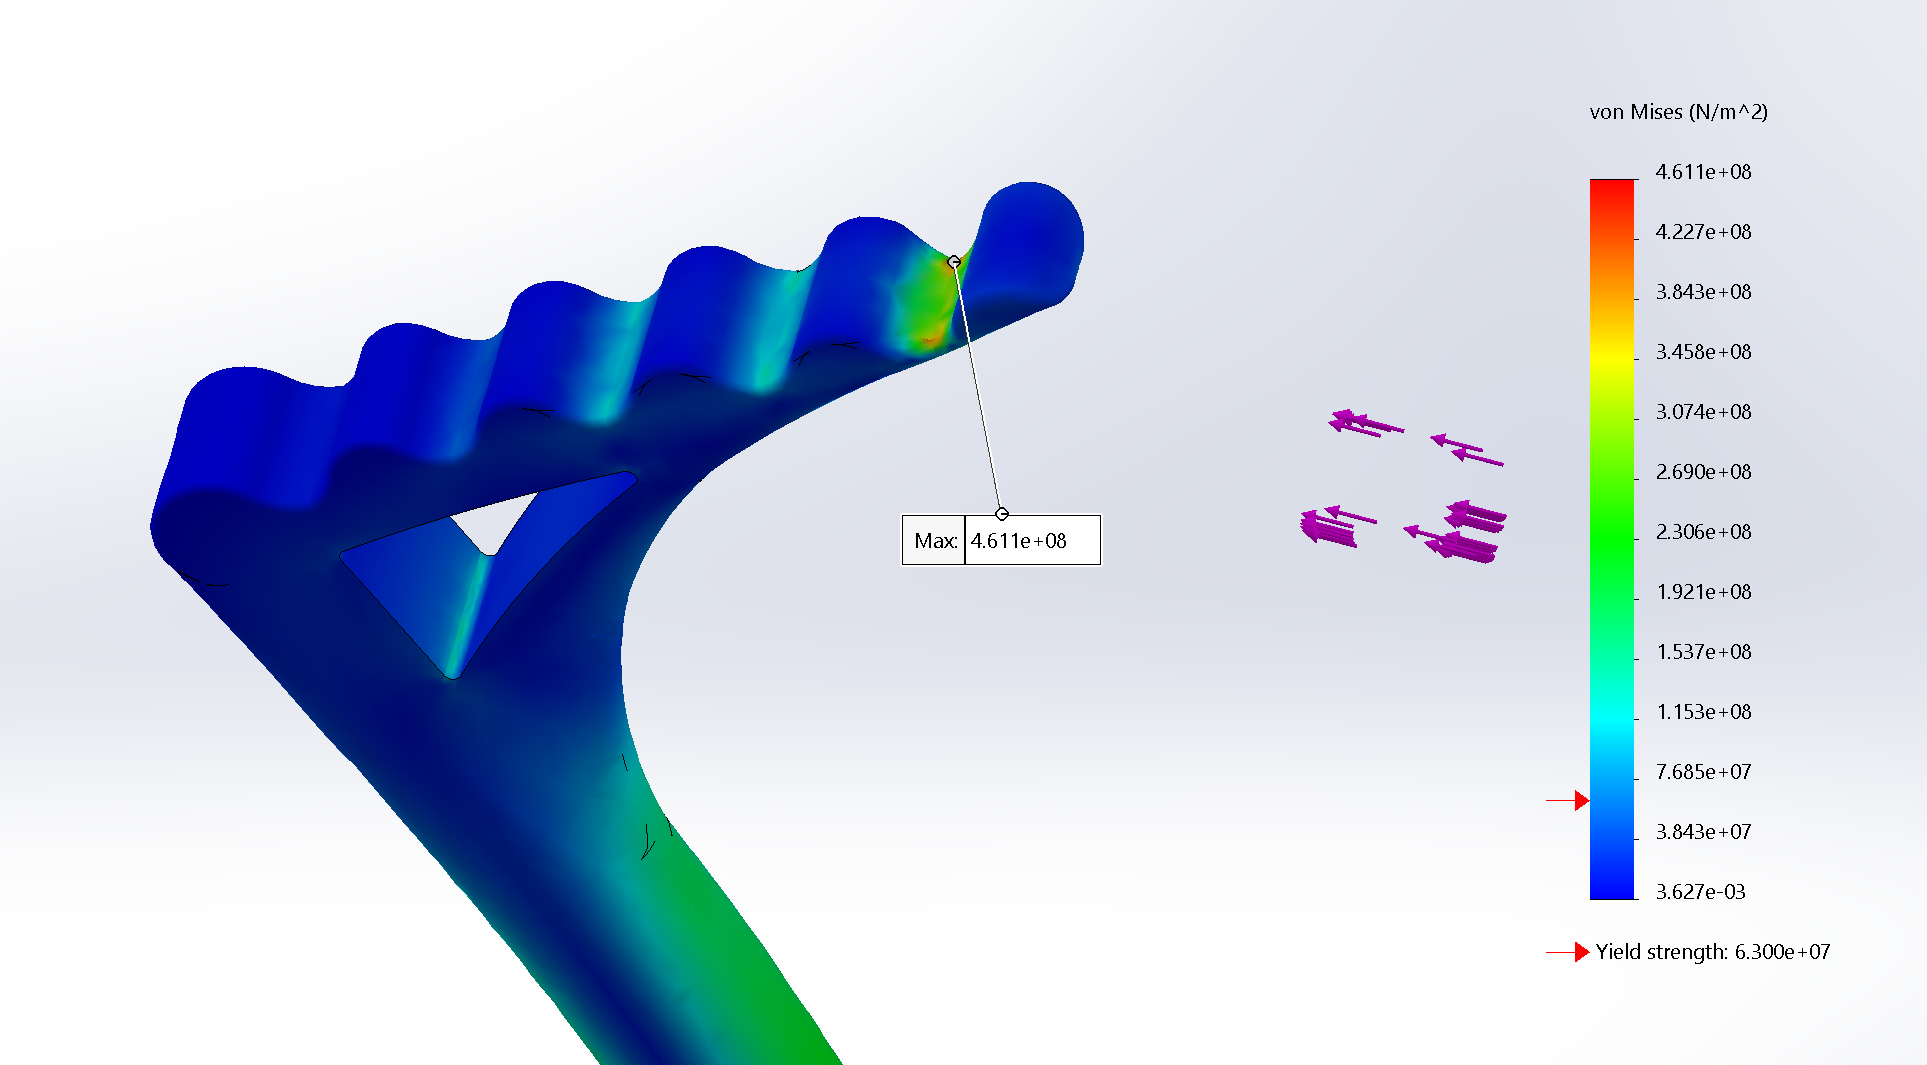 von Mises (N/m^2)
4.611e+08
4.227e+08
3.843e+08
3.458e+08
3.074e+08
2.690e+08
2.306e+08
1.921e+08
1.537e+08
1.153e+08
7.685e+07
3.843e+07
3.627e-03
Yield strength: 6.300e+07
Max: 4.611e+08